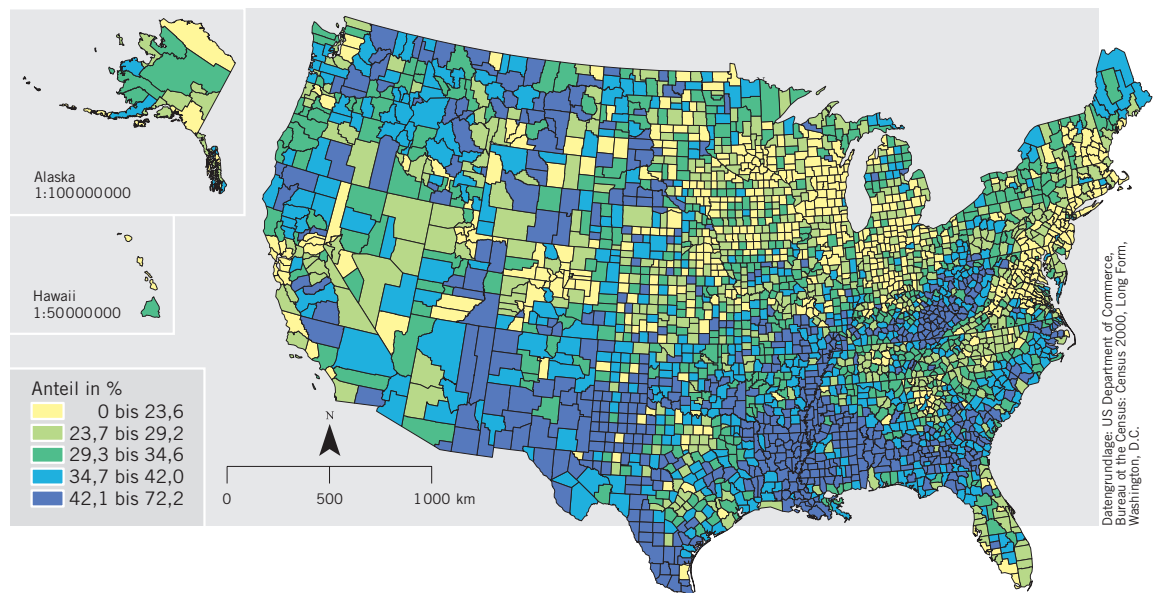 Alaska
1:100000000
Hawaii
1:50000000
Anteil in %
0 bis 23,6
23,7 bis 29,2
29,3 bis 34,6
34,7 bis 42,0
42,1 bis 72,2
N
0 500 1000 km
Datengrundlage: US Department of Commerce,
Bureau ot the Census: Census 2000, Long Form,
Washington, D.C.